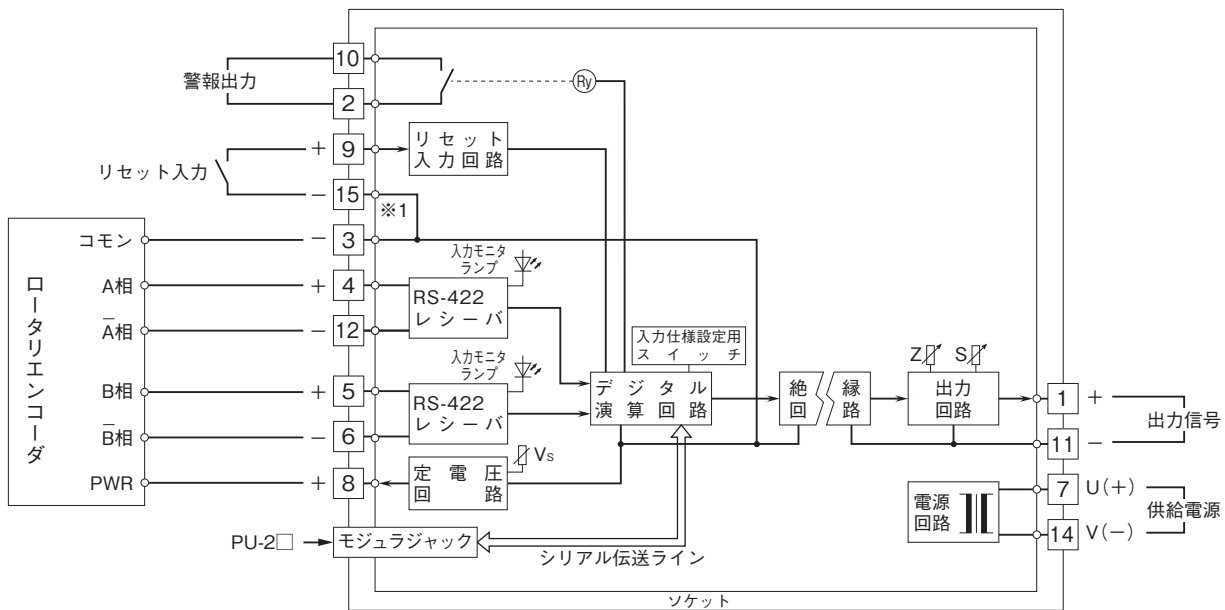 10
警報出力
2
Ry
リセット
入力回路
+ 9
リセット入力
− 15
※1
ロータリエンコーダ
コモン − 3
A相 + 4
A̅相 − 12
入力モニタ
ランプ
RS-422
レシーバ
B相 + 5
B̅相 − 6
入力モニタ
ランプ
RS-422
レシーバ
PWR + 8
定電圧
回路
Vs
入力仕様設定用
スイッチ
デジタル
演算回路
絶縁
回路
Z S
出力
回路
1 +
出力信号
11 −
電源
回路
7 U(+)
供給電源
14 V(−)
PU-2□
モジュラジャック
シリアル伝送ライン
ソケット